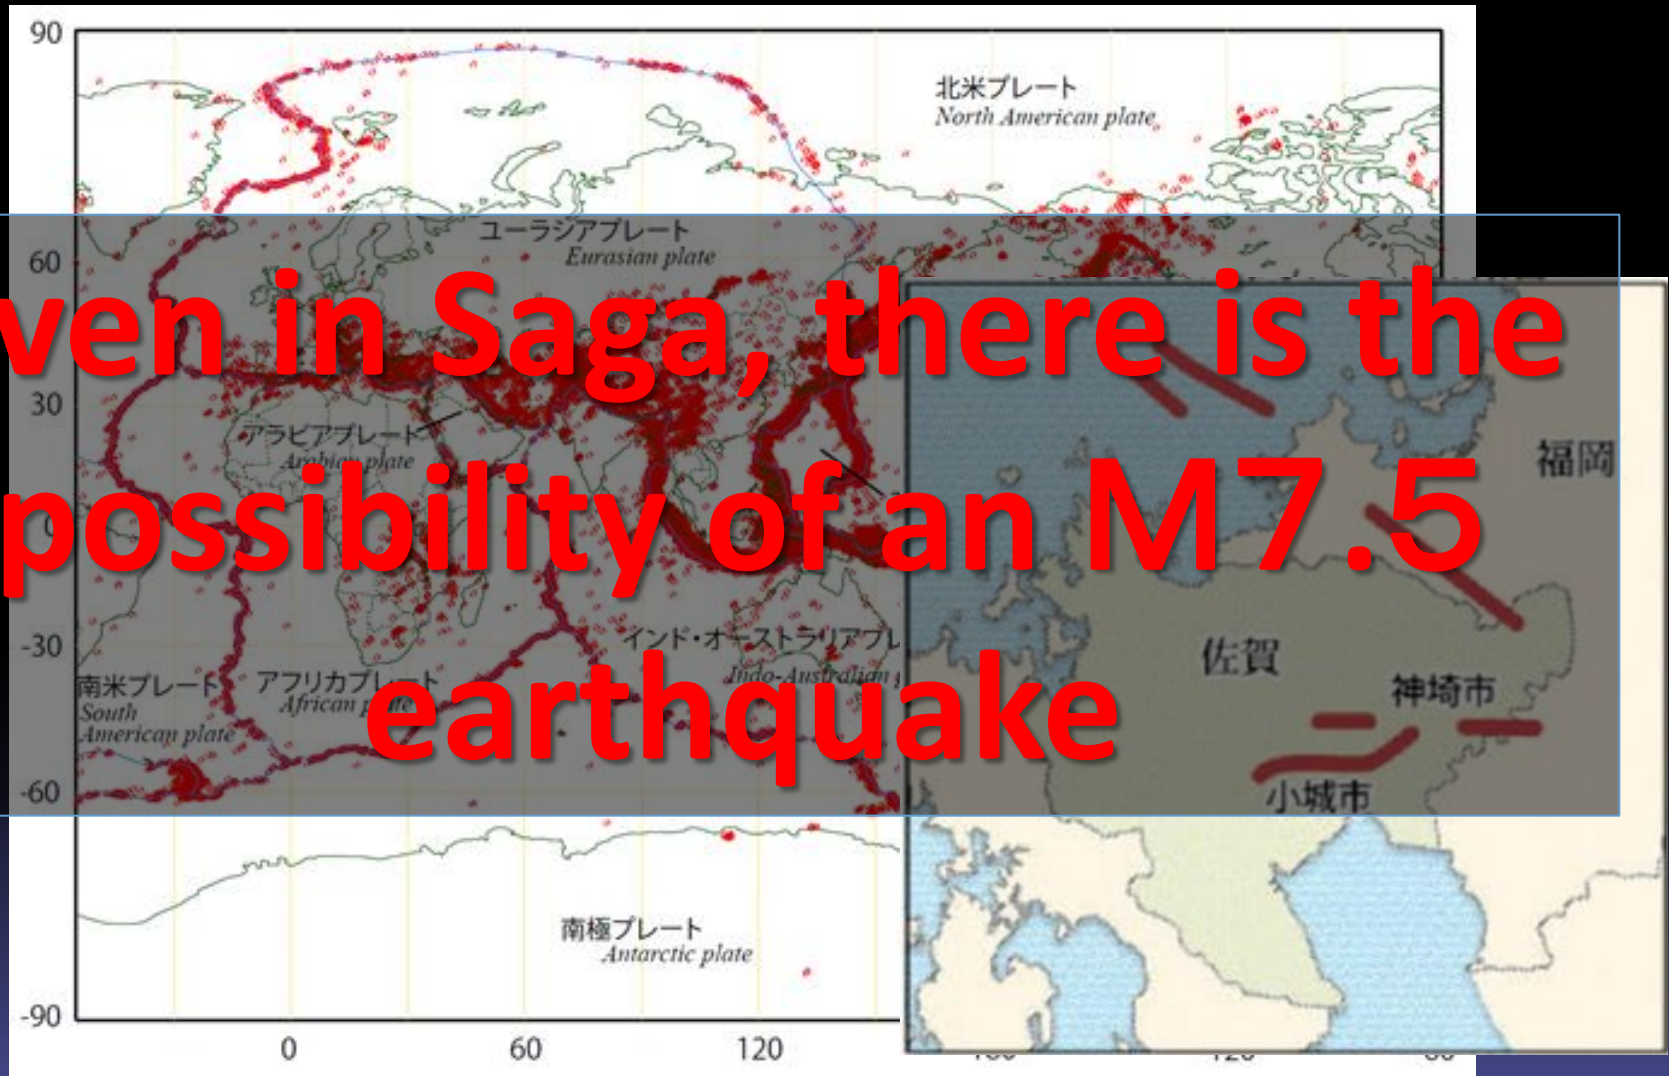 90
北米プレート
North American plate
ユーラシアプレート
Eurasian plate
60
ven in Saga, there is the
30
アラビアプレート
Arabian plate
福岡
possibility of an M7.5
0
-30
インド・オーストラリアプレ
Indo-Australian
佐賀
南米プレート
South
American plate
アフリカプレート
African plate
神埼市
earthquake
-60
小城市
南極プレート
Antarctic plate
-90
0 60 120